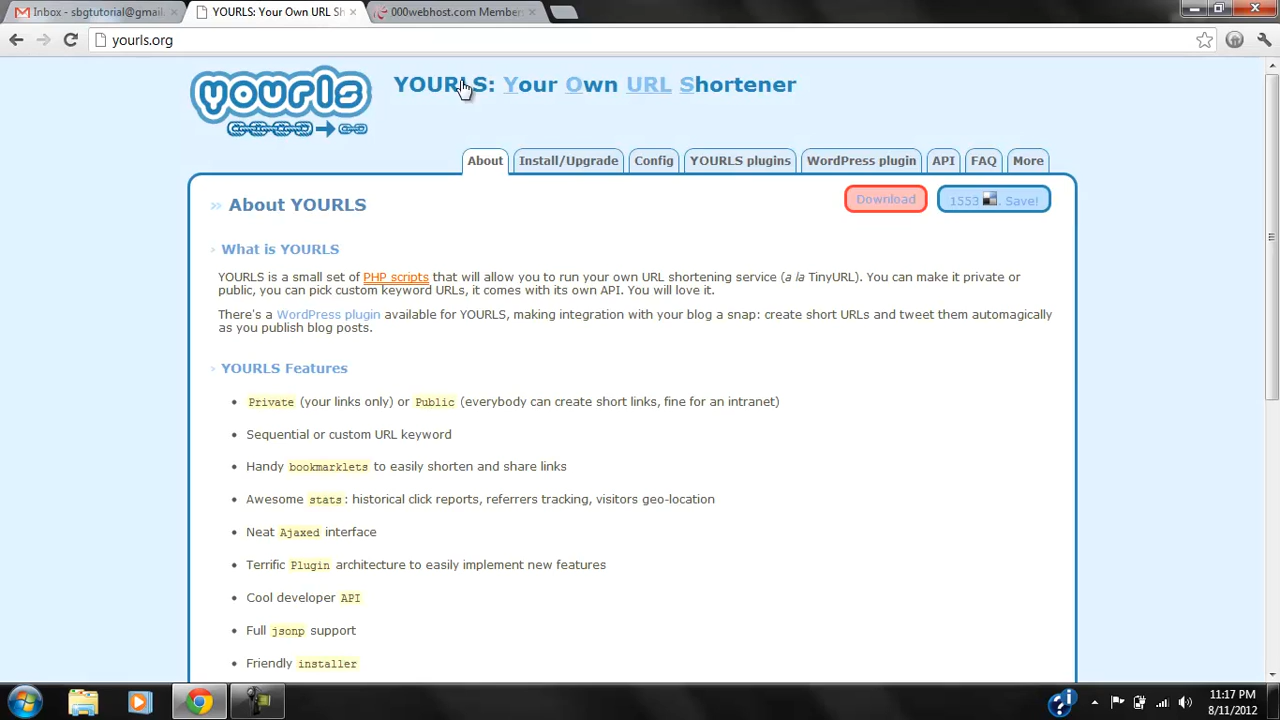 Inbox - sbgtutorial@gmail.
YOURLS: Your Own URL Sh
000webhost.com Member
yourls.org
yourls
YOURLS: Your Own URL Shortener
About
Install/Upgrade
Config
YOURLS plugins
WordPress plugin
API
FAQ
More
» About YOURLS
Download
1553 . Save!
› What is YOURLS
YOURLS is a small set of PHP scripts that will allow you to run your own URL shortening service (a la TinyURL). You can make it private or
public, you can pick custom keyword URLs, it comes with its own API. You will love it.
There's a WordPress plugin available for YOURLS, making integration with your blog a snap: create short URLs and tweet them automagically
as you publish blog posts.
› YOURLS Features
• Private (your links only) or Public (everybody can create short links, fine for an intranet)
• Sequential or custom URL keyword
• Handy bookmarklets to easily shorten and share links
• Awesome stats: historical click reports, referrers tracking, visitors geo-location
• Neat Ajaxed interface
• Terrific Plugin architecture to easily implement new features
• Cool developer API
• Full jsonp support
• Friendly installer
11:17 PM
8/11/2012